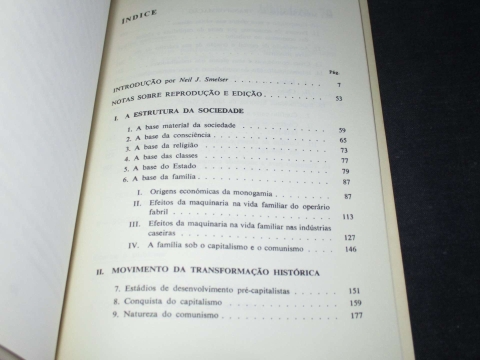 ÍNDICE
Pág.
INTRODUÇÃO por Neil J. Smelser . . . . . . . . . . . . 7
NOTAS SOBRE REPRODUÇÃO E EDIÇÃO . . . . . . . . 53
I. A ESTRUTURA DA SOCIEDADE
1. A base material da sociedade . . . . . . . . . . 59
2. A base da consciência . . . . . . . . . . 65
3. A base da religião . . . . . . . . . . 73
4. A base das classes . . . . . . . . . . 77
5. A base do Estado . . . . . . . . . . 79
6. A base da família . . . . . . . . . . 87
I. Origens económicas da monogamia . . . . . . 87
II. Efeitos da maquinaria na vida familiar do operário
fabril . . . . . . . . . . 113
III. Efeitos da maquinaria na vida familiar nas indústrias
caseiras . . . . . . . . . . 127
IV. A família sob o capitalismo e o comunismo . . . 146
II. MOVIMENTO DA TRANSFORMAÇÃO HISTÓRICA
7. Estádios de desenvolvimento pré-capitalistas . . . . 151
8. Conquista do capitalismo . . . . . . . . . . 159
9. Natureza do comunismo . . . . . . . . . . 177